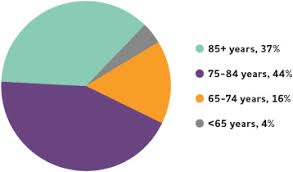 85+ years, 37%
75-84 years, 44%
65-74 years, 16%
<65 years, 4%